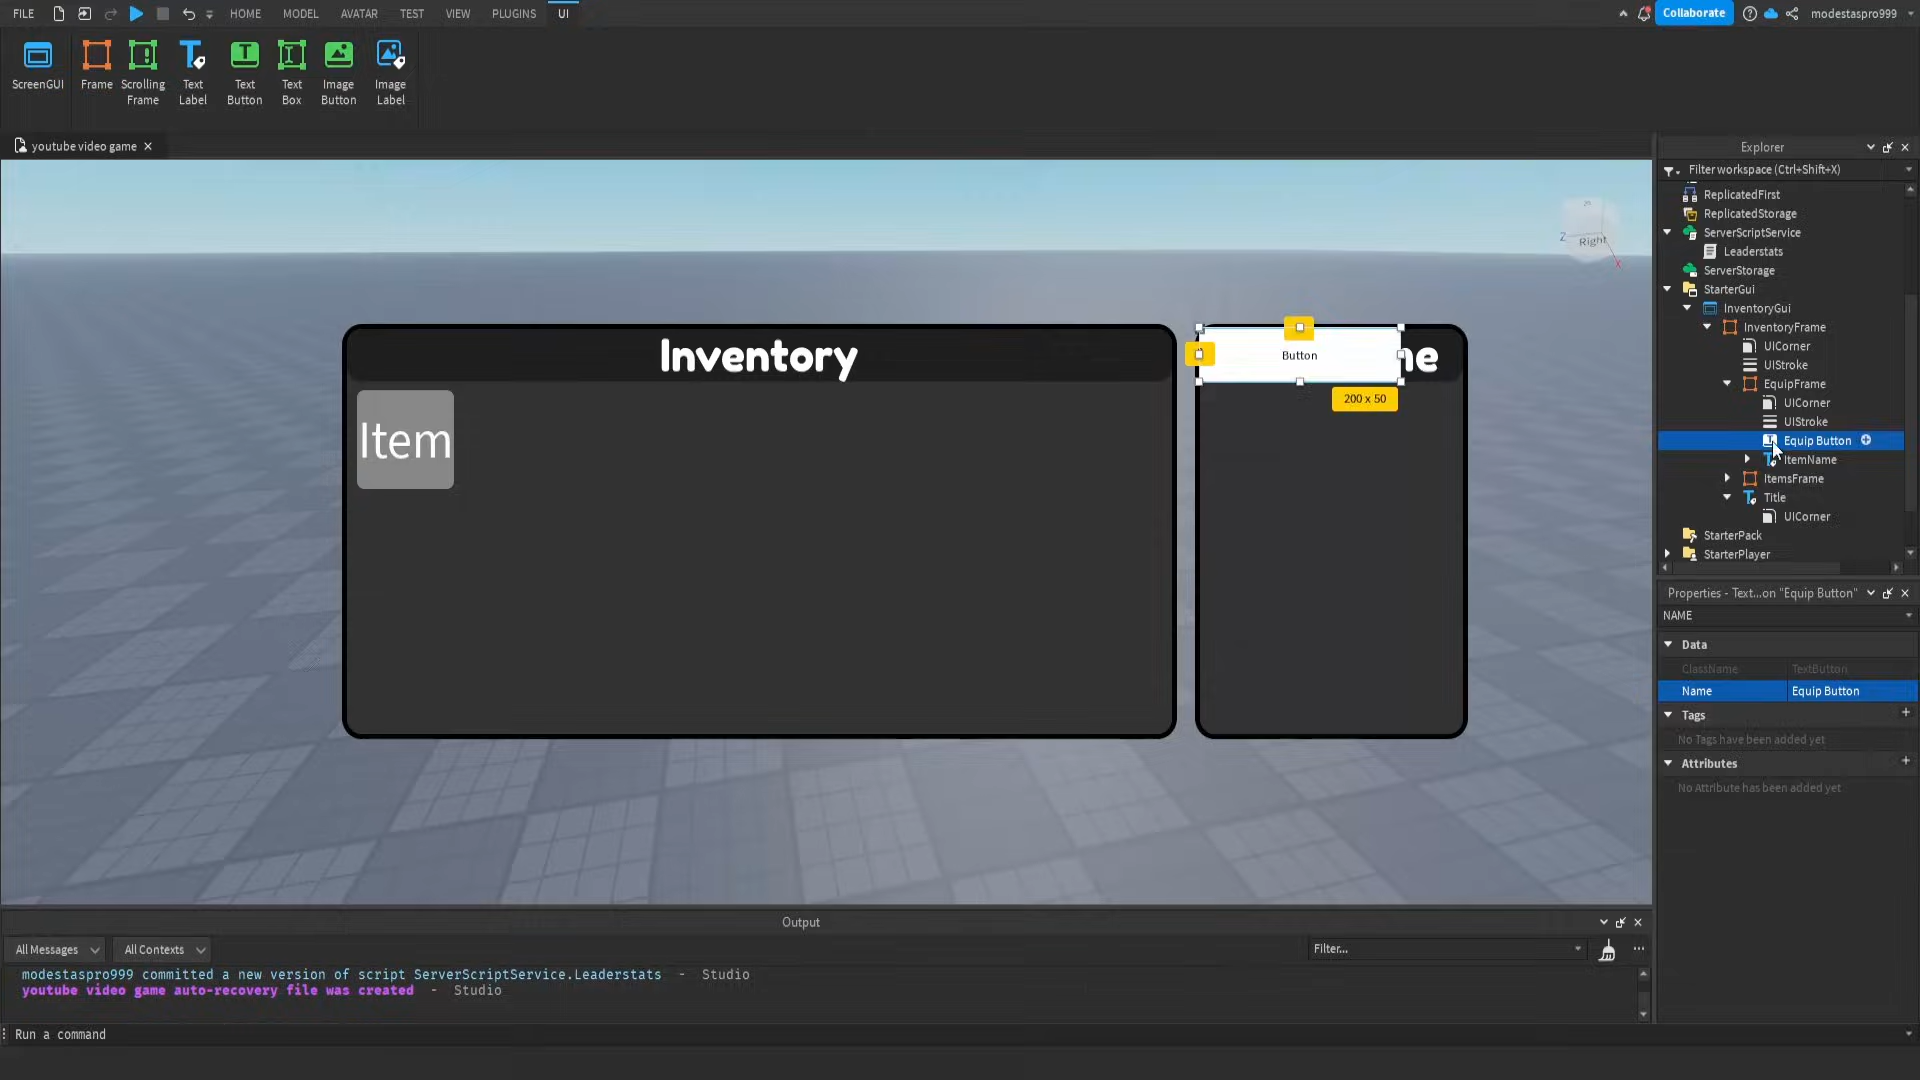 FILE HOME MODEL AVATAR TEST VIEW PLUGINS UI Collaborate modestaspro999
ScreenGUI
Frame
Scrolling
Frame
Text
Label
Text
Button
Text
Box
Image
Button
Image
Label
youtube video game
Explorer
Filter workspace (Ctrl+Shift+X)
ReplicatedFirst
ReplicatedStorage
ServerScriptService
Leaderstats
ServerStorage
StarterGui
InventoryGui
InventoryFrame
UICorner
UIStroke
EquipFrame
UICorner
UIStroke
Equip Button
ItemName
ItemsFrame
Title
UICorner
StarterPack
StarterPlayer
Z Right X
Inventory
Item
Button
me
200 x 50
Properties - Text...on "Equip Button"
NAME
Data
ClassName TextButton
Name Equip Button
Tags
No Tags have been added yet
Attributes
No Attribute has been added yet
Output
All Messages All Contexts Filter...
modestaspro999 committed a new version of script ServerScriptService.Leaderstats - Studio
youtube video game auto-recovery file was created - Studio
Run a command